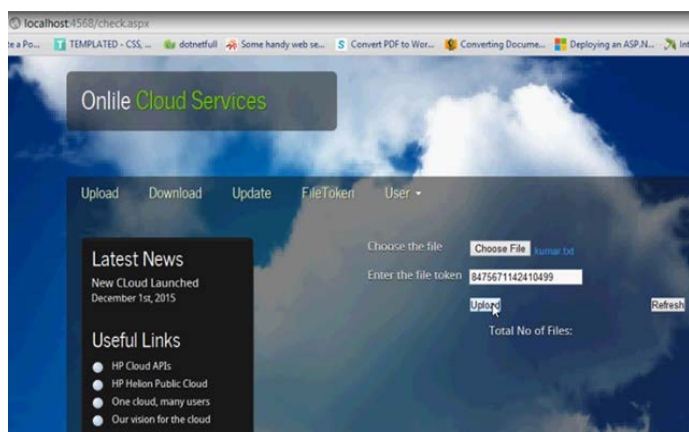 localhost:4568/check.aspx
te a Po... TEMPLATED - CSS, ... dotnetfull Some handy web se... Convert PDF to Wor... Converting Docume... Deploying an ASP.N... Int
Onlile Cloud Services
Upload Download Update FileToken User
Choose the file Choose File kumar.txt
Enter the file token 8475671142410499
Upload Refresh
Total No of Files:
Latest News
New CLoud Launched
December 1st, 2015
Useful Links
HP Cloud APIs
HP Helion Public Cloud
One cloud, many users
Our vision for the cloud